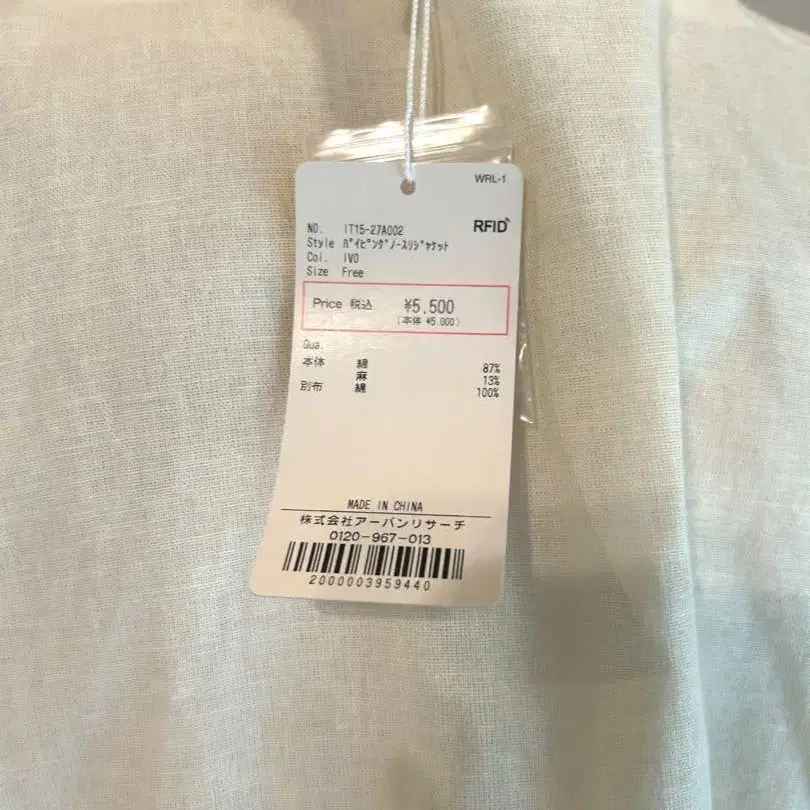 WRL-1
RFID
NO. IT15-27A002
Style ﾊﾟｲﾋﾟﾝｸﾞﾉｰｽﾘｼﾞｬｹｯﾄ
Col. IVO
Size Free
Price 税込 ¥5,500
(本体 ¥5,000)
Qua.
本体 綿 87%
麻 13%
別布 綿 100%
MADE IN CHINA
株式会社アーバンリサーチ
0120-967-013
2000003959440